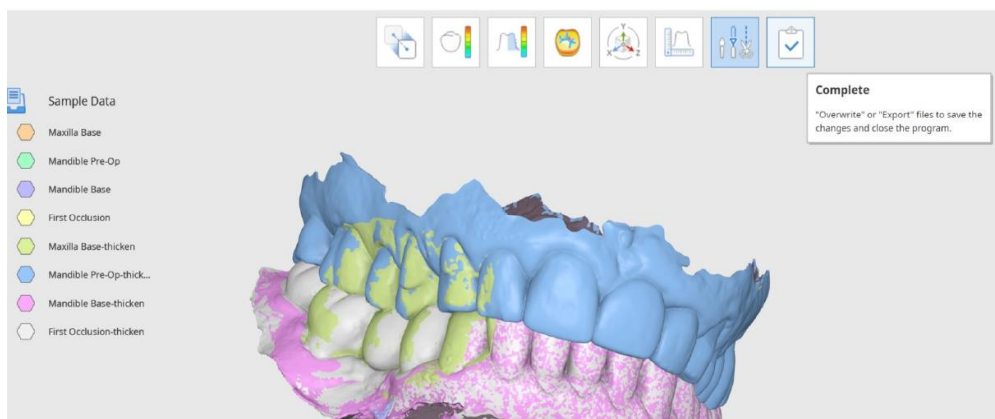 Y
X
Z
Complete
"Overwrite" or "Export" files to save the
changes and close the program.
Sample Data
Maxilla Base
Mandible Pre-Op
Mandible Base
First Occlusion
Maxilla Base-thicken
Mandible Pre-Op-thick...
Mandible Base-thicken
First Occlusion-thicken